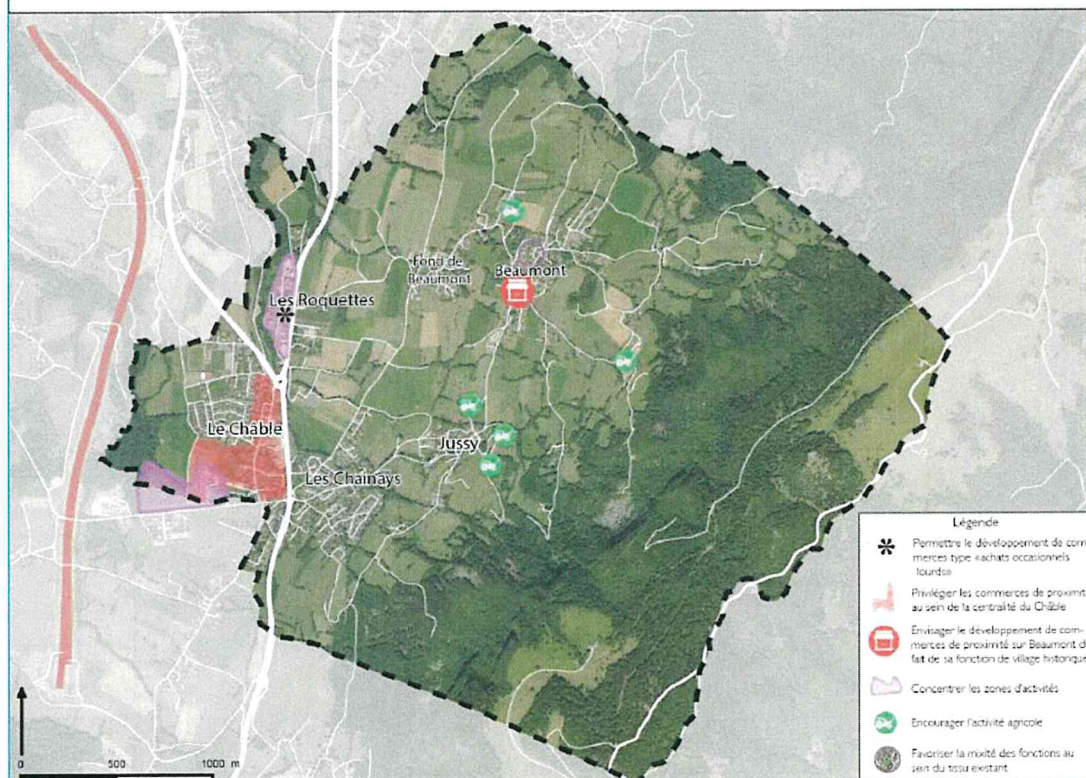 Fond de
Beaumont
Beaumont
Les Roquettes
Le Châble
Jussy
Les Chainays
0 500 1000 m
Légende
Permettre le développement de com-
merces type «achats occasionnels
lourds»
Privilégier les commerces de proximit
au sein de la centralité du Châble
Envisager le développement de com-
merces de proximité sur Beaumont d
fait de sa fonction de village historique
Concentrer les zones d'activités
Encourager l'activité agricole
Favoriser la mixité des fonctions au
sein du tissu existant